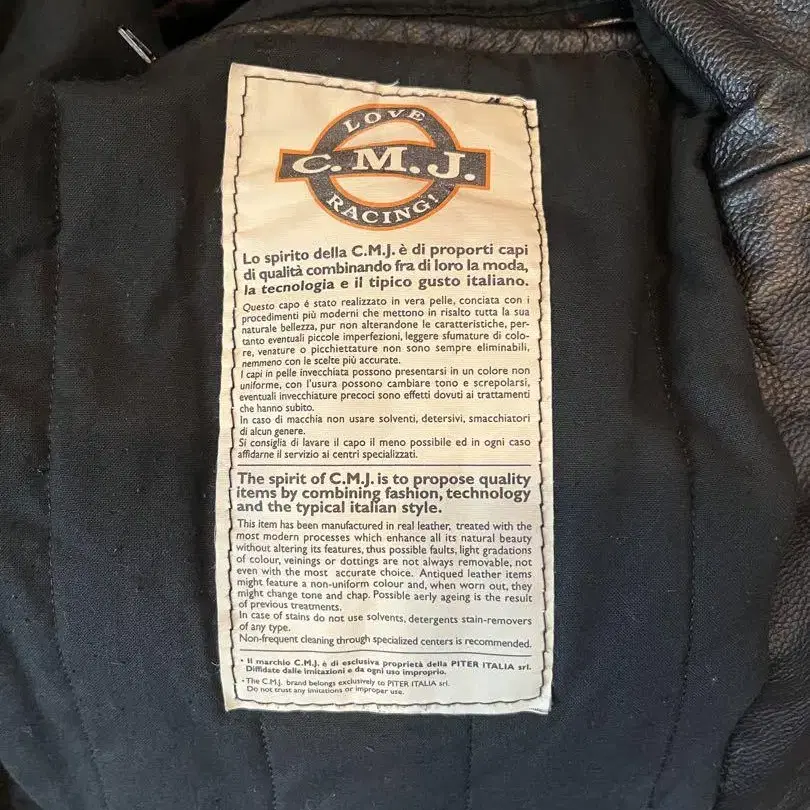 LOVE
C. M. J.
RACING!
Lo spirito della C.M.J. è di proporti capi
di qualità combinando fra di loro la moda,
la tecnologia e il tipico gusto italiano.
Questo capo é stato realizzato in vera pelle, conciata con i
procedimenti più moderni che mettono in risalto tutta la sua
naturale bellezza, pur non alterandone le caratteristiche, per-
tanto eventuali piccole imperfezioni, leggere sfumature di colo-
re, venature o picchiettature non sono sempre eliminabili,
nemmeno con le scelte più accurate.
I capi in pelle invecchiata possono presentarsi in un colore non
uniforme, con l'usura possono cambiare tono e screpolarsi,
eventuali invecchiature precoci sono effetti dovuti ai trattamenti
che hanno subito.
In caso di macchia non usare solventi, detersivi, smacchiatori
di alcun genere.
Si consiglia di lavare il capo il meno possibile ed in ogni caso
affidarne il servizio ai centri specializzati.
The spirit of C.M.J. is to propose quality
items by combining fashion, technology
and the typical italian style.
This item has been manufactured in real leather, treated with the
most modern processes which enhance all its natural beauty
without altering its features, thus possible faults, light gradations
of colour, veinings or dottings are not always removable, not
even with the most accurate choice. Antiqued leather items
might feature a non-uniform colour and, when worn out, they
might change tone and chap. Possible aerly ageing is the result
of previous treatments.
In case of stains do not use solvents, detergents stain-removers
of any type.
Non-frequent cleaning through specialized centers is recommended.
• Il marchio C.M.J. é di esclusiva proprietà della PITER ITALIA srl.
Diffidate dalle imitazioni e da ogni uso improprio.
• The C.M.J. brand belongs exclusively to PITER ITALIA srl.
Do not trust any imitations or improper use.